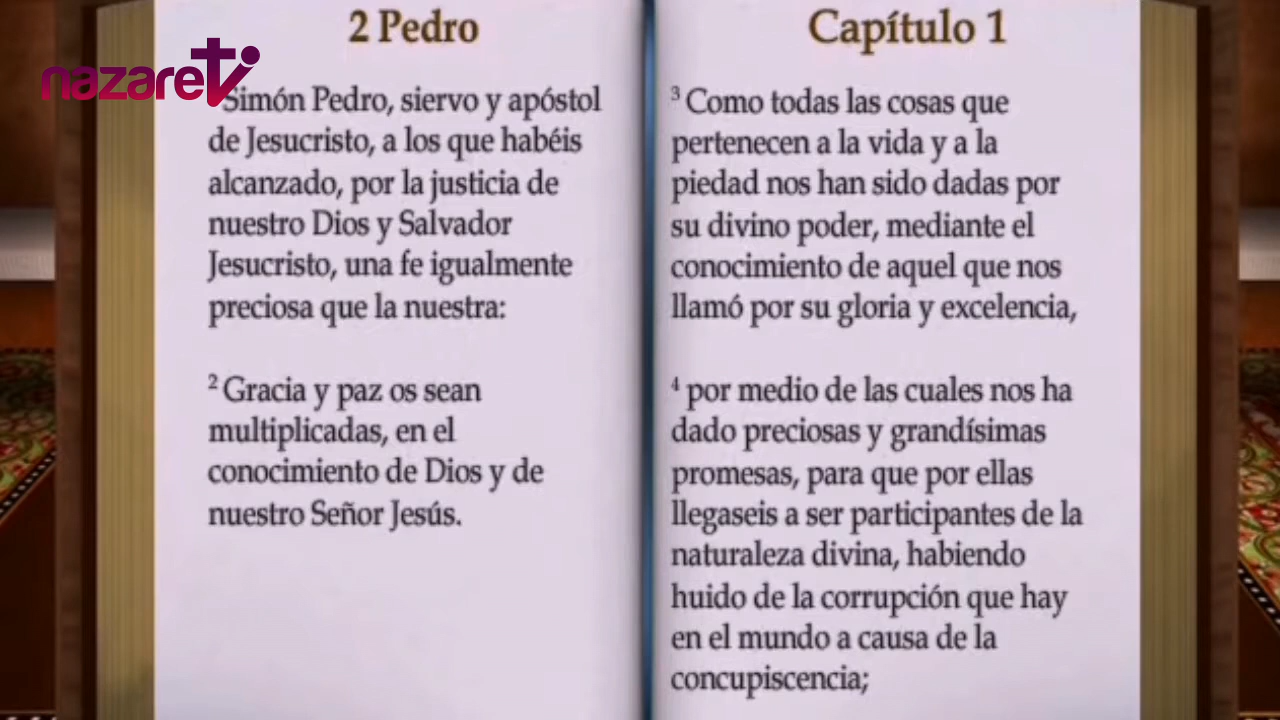 nazaretv
2 Pedro
Simón Pedro, siervo y apóstol
de Jesucristo, a los que habéis
alcanzado, por la justicia de
nuestro Dios y Salvador
Jesucristo, una fe igualmente
preciosa que la nuestra:
2 Gracia y paz os sean
multiplicadas, en el
conocimiento de Dios y de
nuestro Señor Jesús.
Capítulo 1
3 Como todas las cosas que
pertenecen a la vida y a la
piedad nos han sido dadas por
su divino poder, mediante el
conocimiento de aquel que nos
llamó por su gloria y excelencia,
4 por medio de las cuales nos ha
dado preciosas y grandísimas
promesas, para que por ellas
llegaseis a ser participantes de la
naturaleza divina, habiendo
huido de la corrupción que hay
en el mundo a causa de la
concupiscencia;